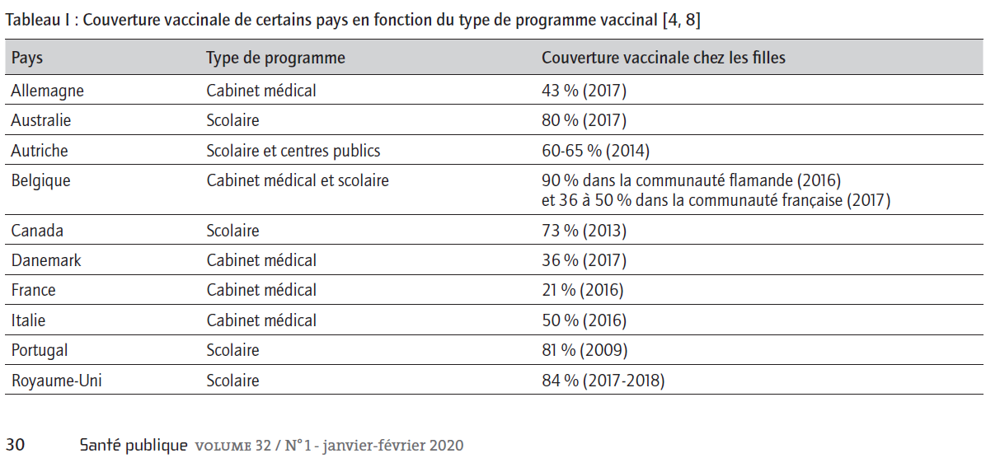 Tableau I : Couverture vaccinale de certains pays en fonction du type de programme vaccinal [4, 8]
Pays Type de programme Couverture vaccinale chez les filles
Allemagne Cabinet médical 43 % (2017)
Australie Scolaire 80 % (2017)
Autriche Scolaire et centres publics 60-65 % (2014)
Belgique Cabinet médical et scolaire 90 % dans la communauté flamande (2016)
et 36 à 50 % dans la communauté française (2017)
Canada Scolaire 73 % (2013)
Danemark Cabinet médical 36 % (2017)
France Cabinet médical 21 % (2016)
Italie Cabinet médical 50 % (2016)
Portugal Scolaire 81 % (2009)
Royaume-Uni Scolaire 84 % (2017-2018)
30 Santé publique VOLUME 32 / N°1 - janvier-février 2020